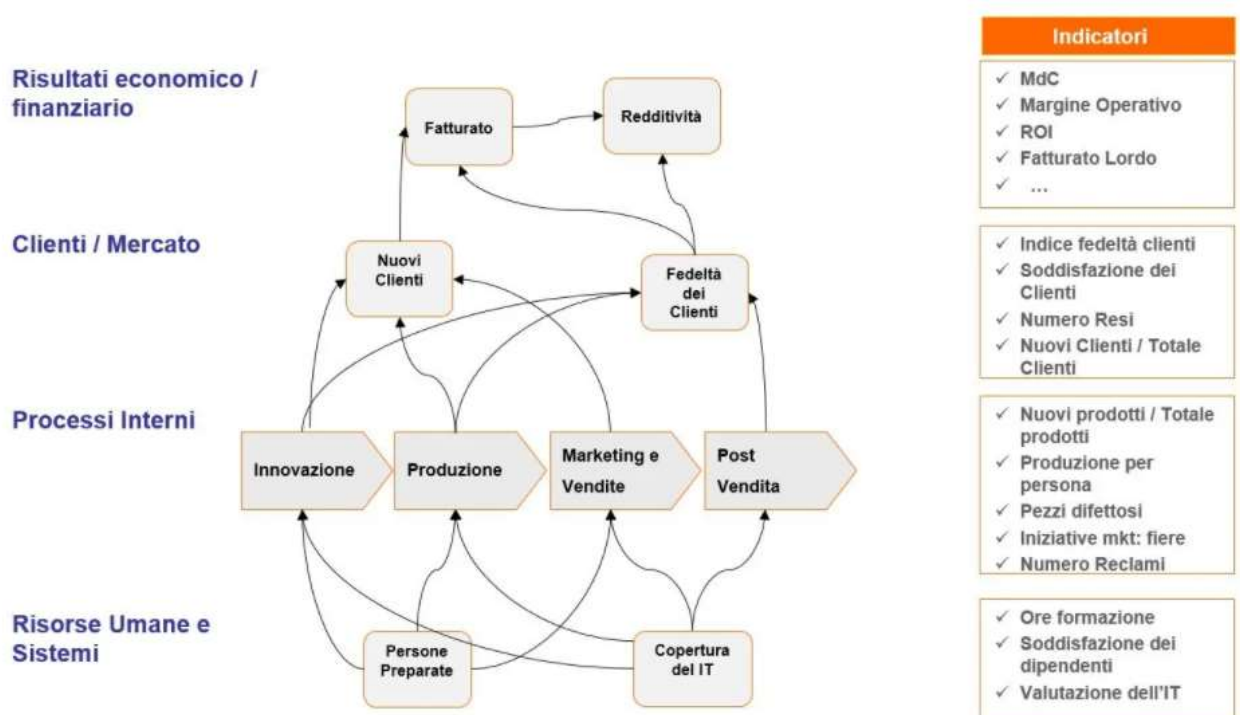 Indicatori
Risultati economico /
finanziario
Fatturato
Redditività
✓ MdC
✓ Margine Operativo
✓ ROI
✓ Fatturato Lordo
✓ ...
Clienti / Mercato
Nuovi
Clienti
Fedeltà
dei
Clienti
✓ Indice fedeltà clienti
✓ Soddisfazione dei
Clienti
✓ Numero Resi
✓ Nuovi Clienti / Totale
Clienti
Processi Interni
Innovazione
Produzione
Marketing e
Vendite
Post
Vendita
✓ Nuovi prodotti / Totale
prodotti
✓ Produzione per
persona
✓ Pezzi difettosi
✓ Iniziative mkt: fiere
✓ Numero Reclami
Risorse Umane e
Sistemi
Persone
Preparate
Copertura
del IT
✓ Ore formazione
✓ Soddisfazione dei
dipendenti
✓ Valutazione dell'IT